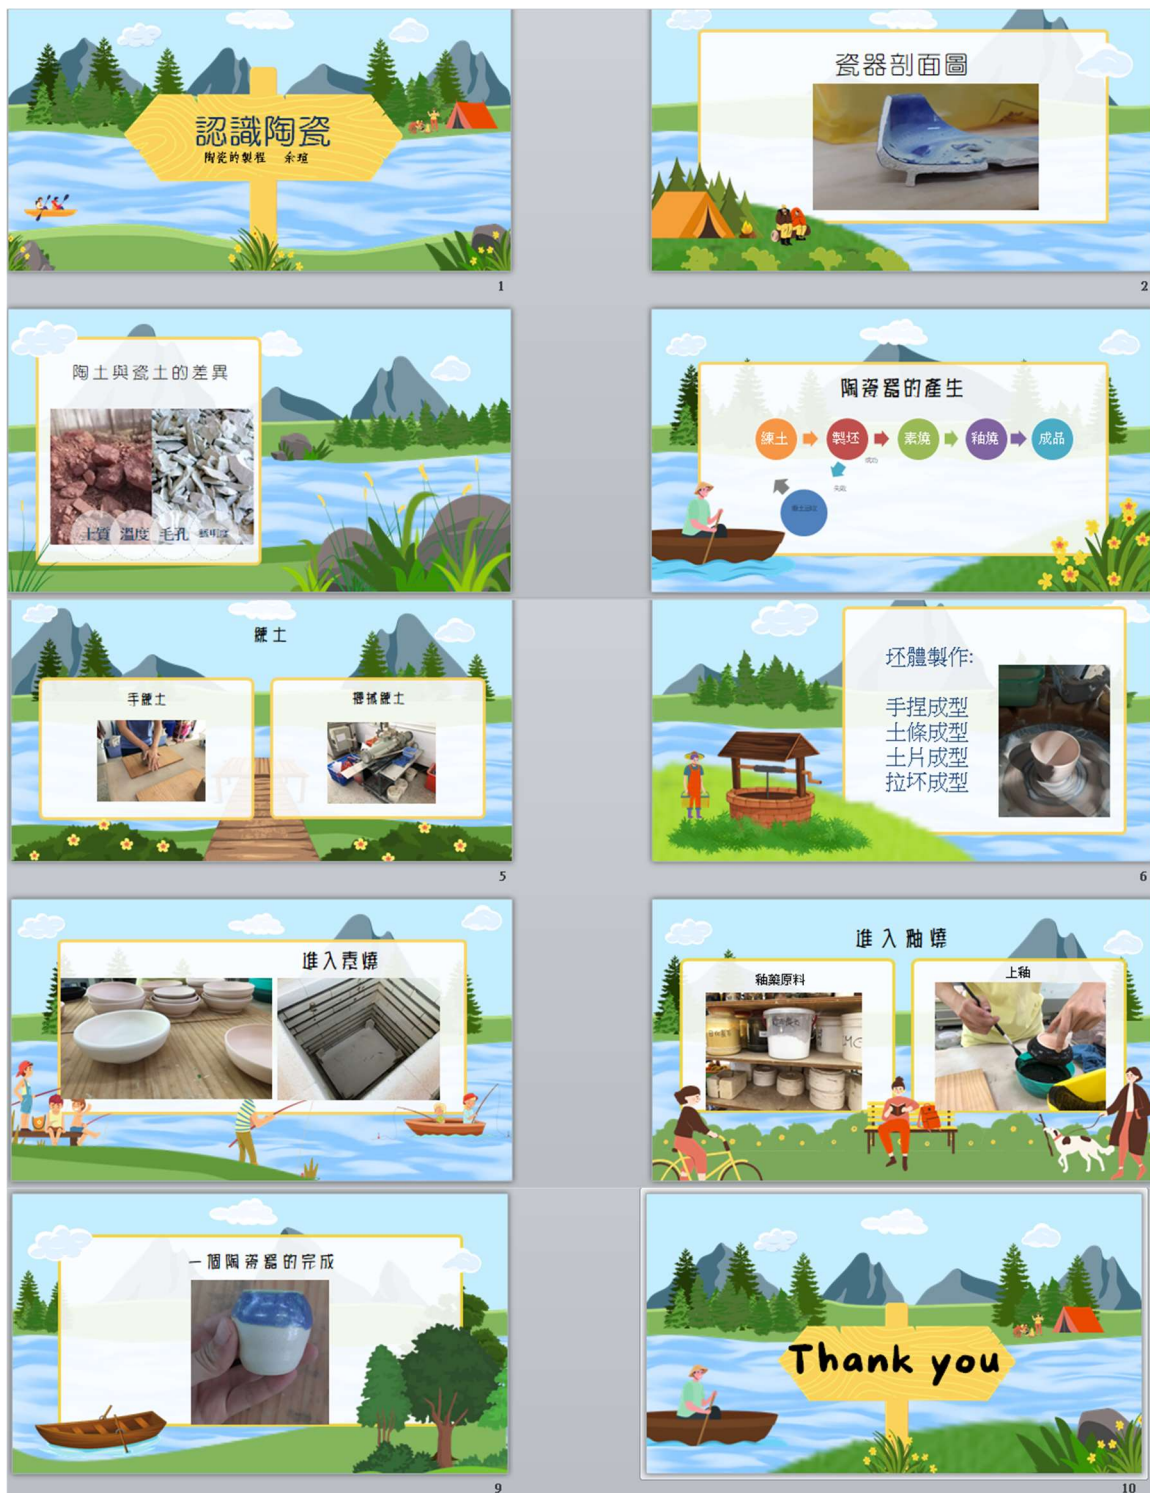 認識陶瓷
陶瓷的製程
1
瓷器剖面圖
2
陶土與瓷土的差異
土質 溫度 毛孔
陶瓷器的產生
練土 製坯 素燒 釉燒 成品
成功
失敗
練土
手練土 機械練土
5
坯體製作:
手捏成型
土條成型
土片成型
拉坏成型
6
進入素燒
進入釉燒
釉藥原料 上釉
一個陶瓷器的完成
9
Thank you
10